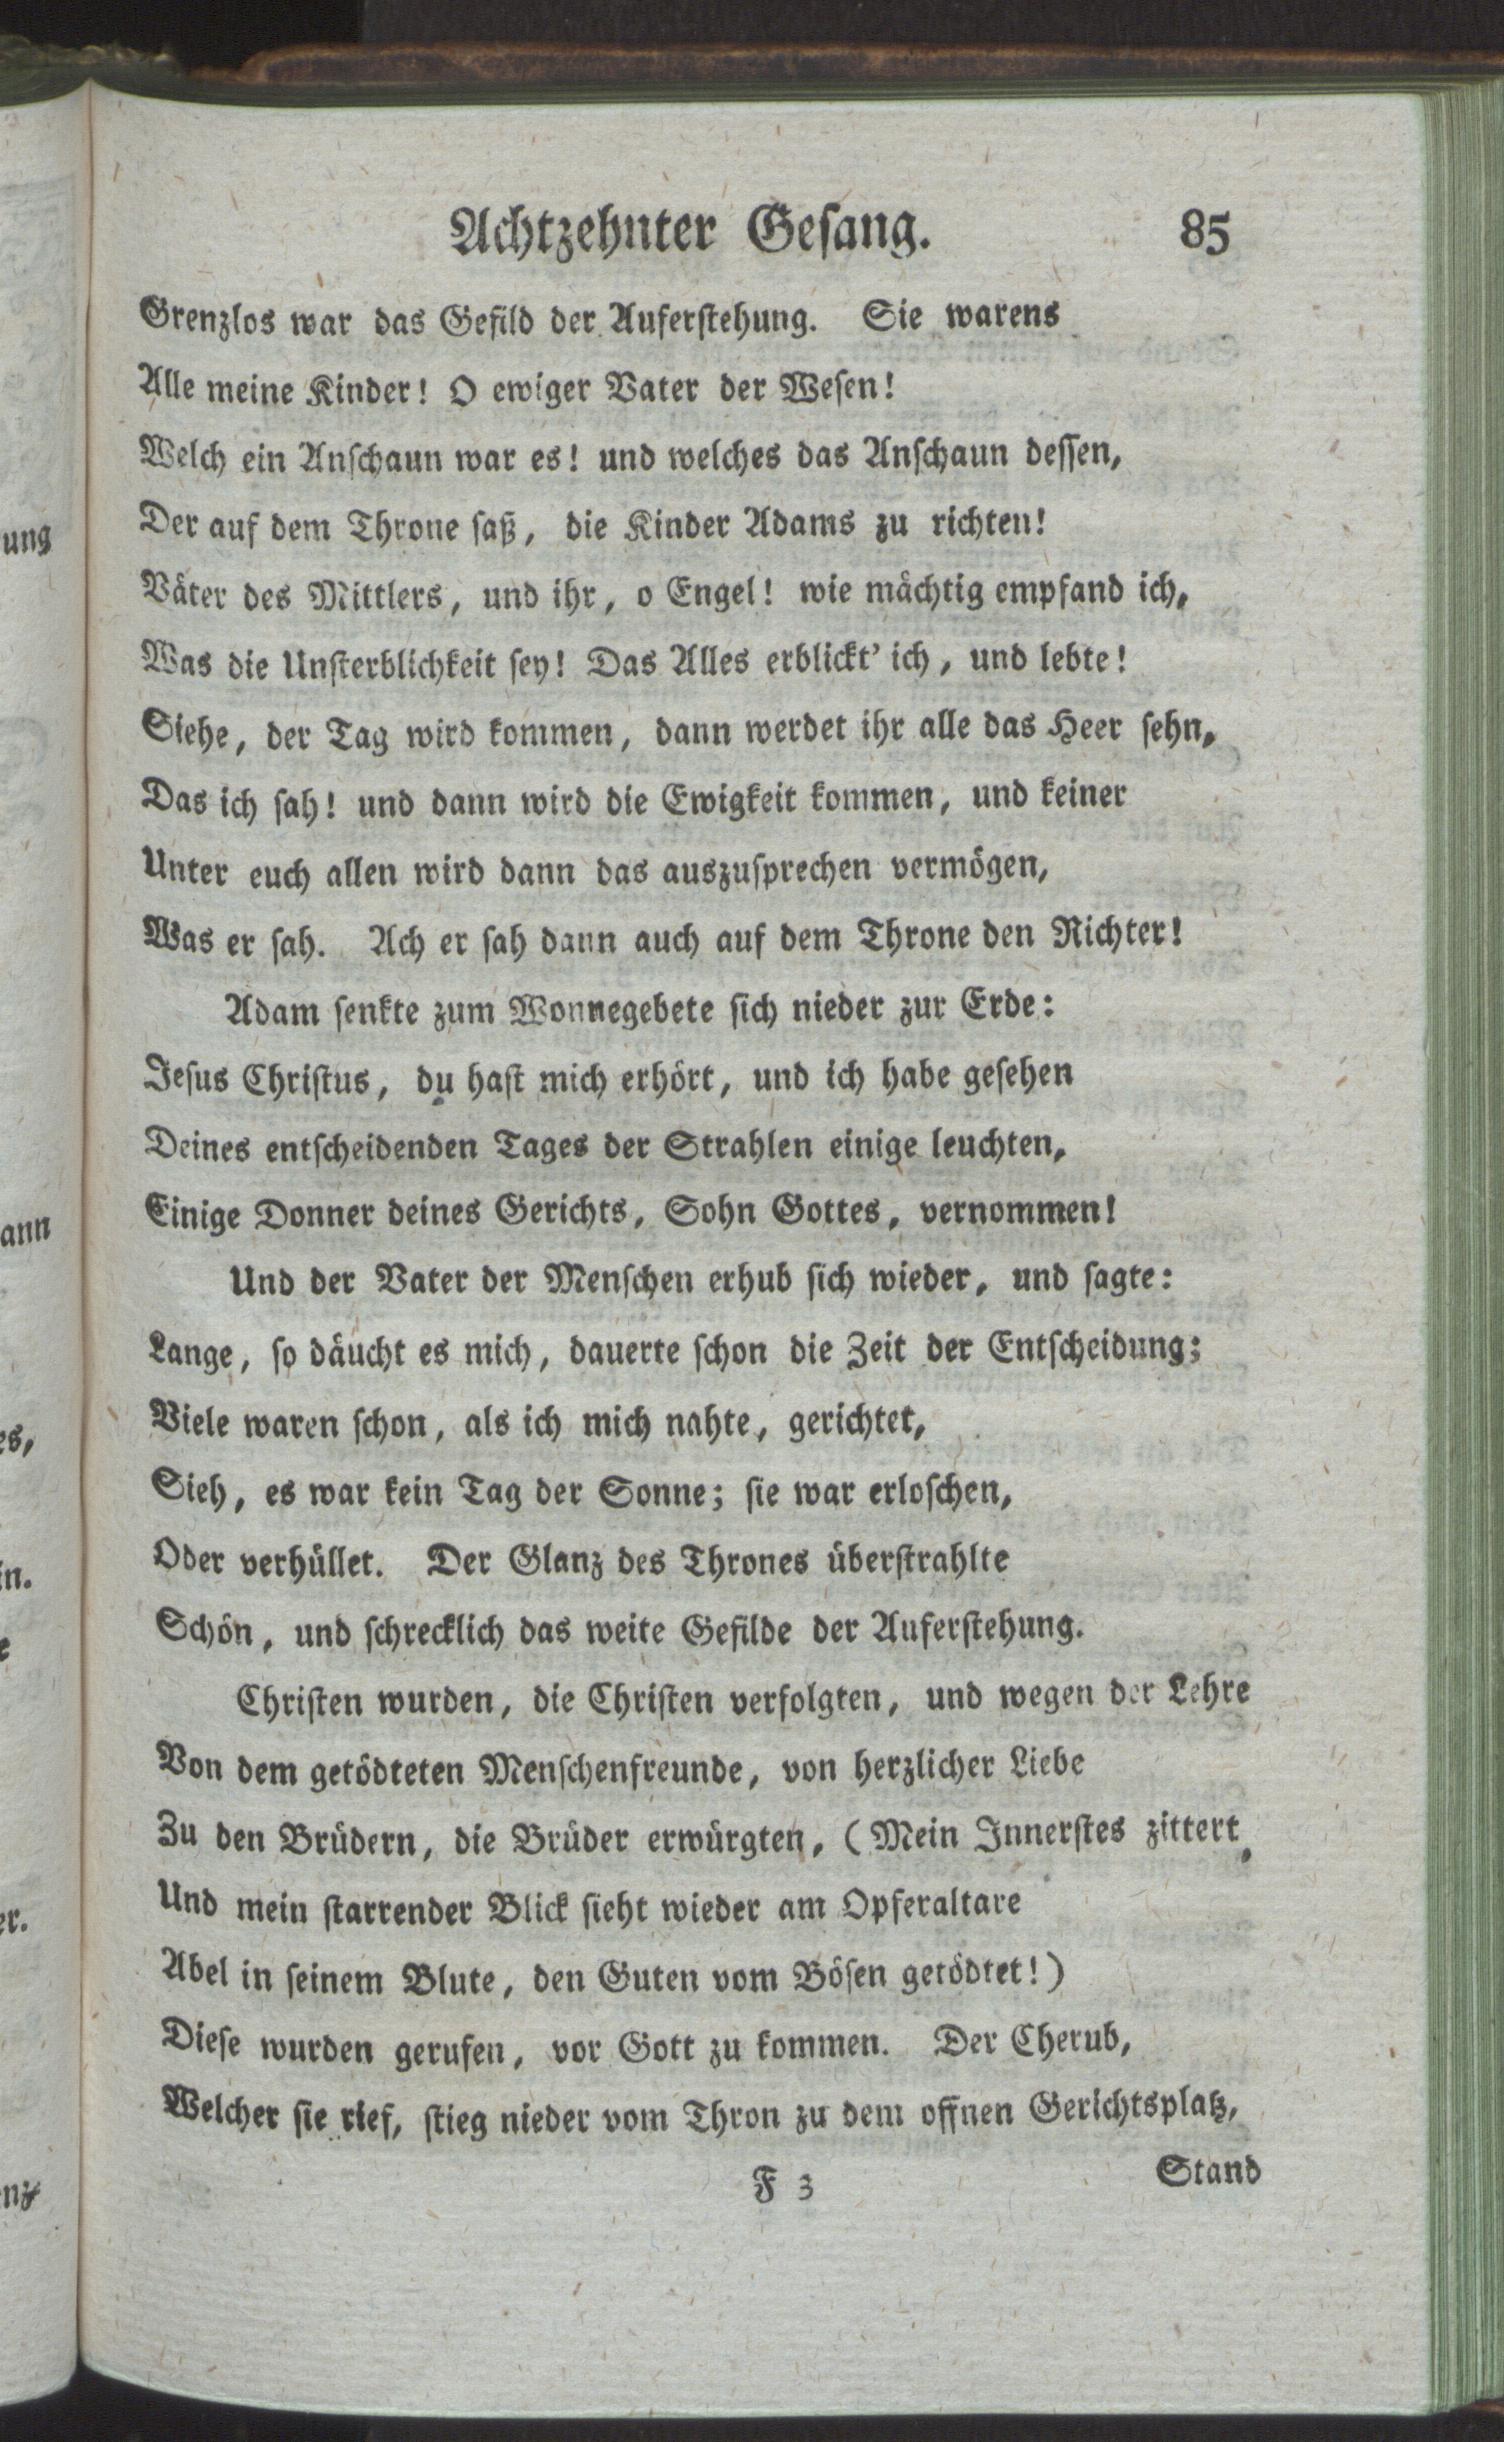 Achtzehnter Geſang. 85
Grenzlos war das Gefild der Auferſtehung. Sie warens
Alle meine Kinder! O ewiger Vater der Weſen!
Welch ein Anſchaun war es! und welches das Anſchaun deſſen,
Der auf dem Throne ſaß, die Kinder Adams zu richten!
Väter des Mittlers, und ihr, o Engel! wie mächtig empfand ich,
Was die Unſterblichkeit ſey! Das Alles erblickt' ich, und lebte!
Siehe, der Tag wird kommen, dann werdet ihr alle das Heer ſehn,
Das ich ſah! und dann wird die Ewigkeit kommen, und keiner
Unter euch allen wird dann das auszuſprechen vermögen,
Was er ſah. Ach er ſah dann auch auf dem Throne den Richter!
Adam ſenkte zum Wonnegebete ſich nieder zur Erde:
Jeſus Chriſtus, du haſt mich erhört, und ich habe geſehen
Deines entſcheidenden Tages der Strahlen einige leuchten,
Einige Donner deines Gerichts, Sohn Gottes, vernommen!
Und der Vater der Menſchen erhub ſich wieder, und ſagte:
Lange, ſo däucht es mich, dauerte ſchon die Zeit der Entſcheidung;
Viele waren ſchon, als ich mich nahte, gerichtet,
Sieh, es war kein Tag der Sonne; ſie war erloſchen,
Oder verhüllet. Der Glanz des Thrones überſtrahlte
Schön, und ſchrecklich das weite Gefilde der Auferſtehung.
Chriſten wurden, die Chriſten verfolgten, und wegen der Lehre
Von dem getödteten Menſchenfreunde, von herzlicher Liebe
Zu den Brüdern, die Brüder erwürgten, (Mein Innerſtes zittert,
Und mein ſtarrender Blick ſieht wieder am Opferaltare
Abel in ſeinem Blute, den Guten vom Böſen getödtet!)
Dieſe wurden gerufen, vor Gott zu kommen. Der Cherub,
Welcher ſie rief, ſtieg nieder vom Thron zu dem offnen Gerichtsplatz,
F 3 Stand